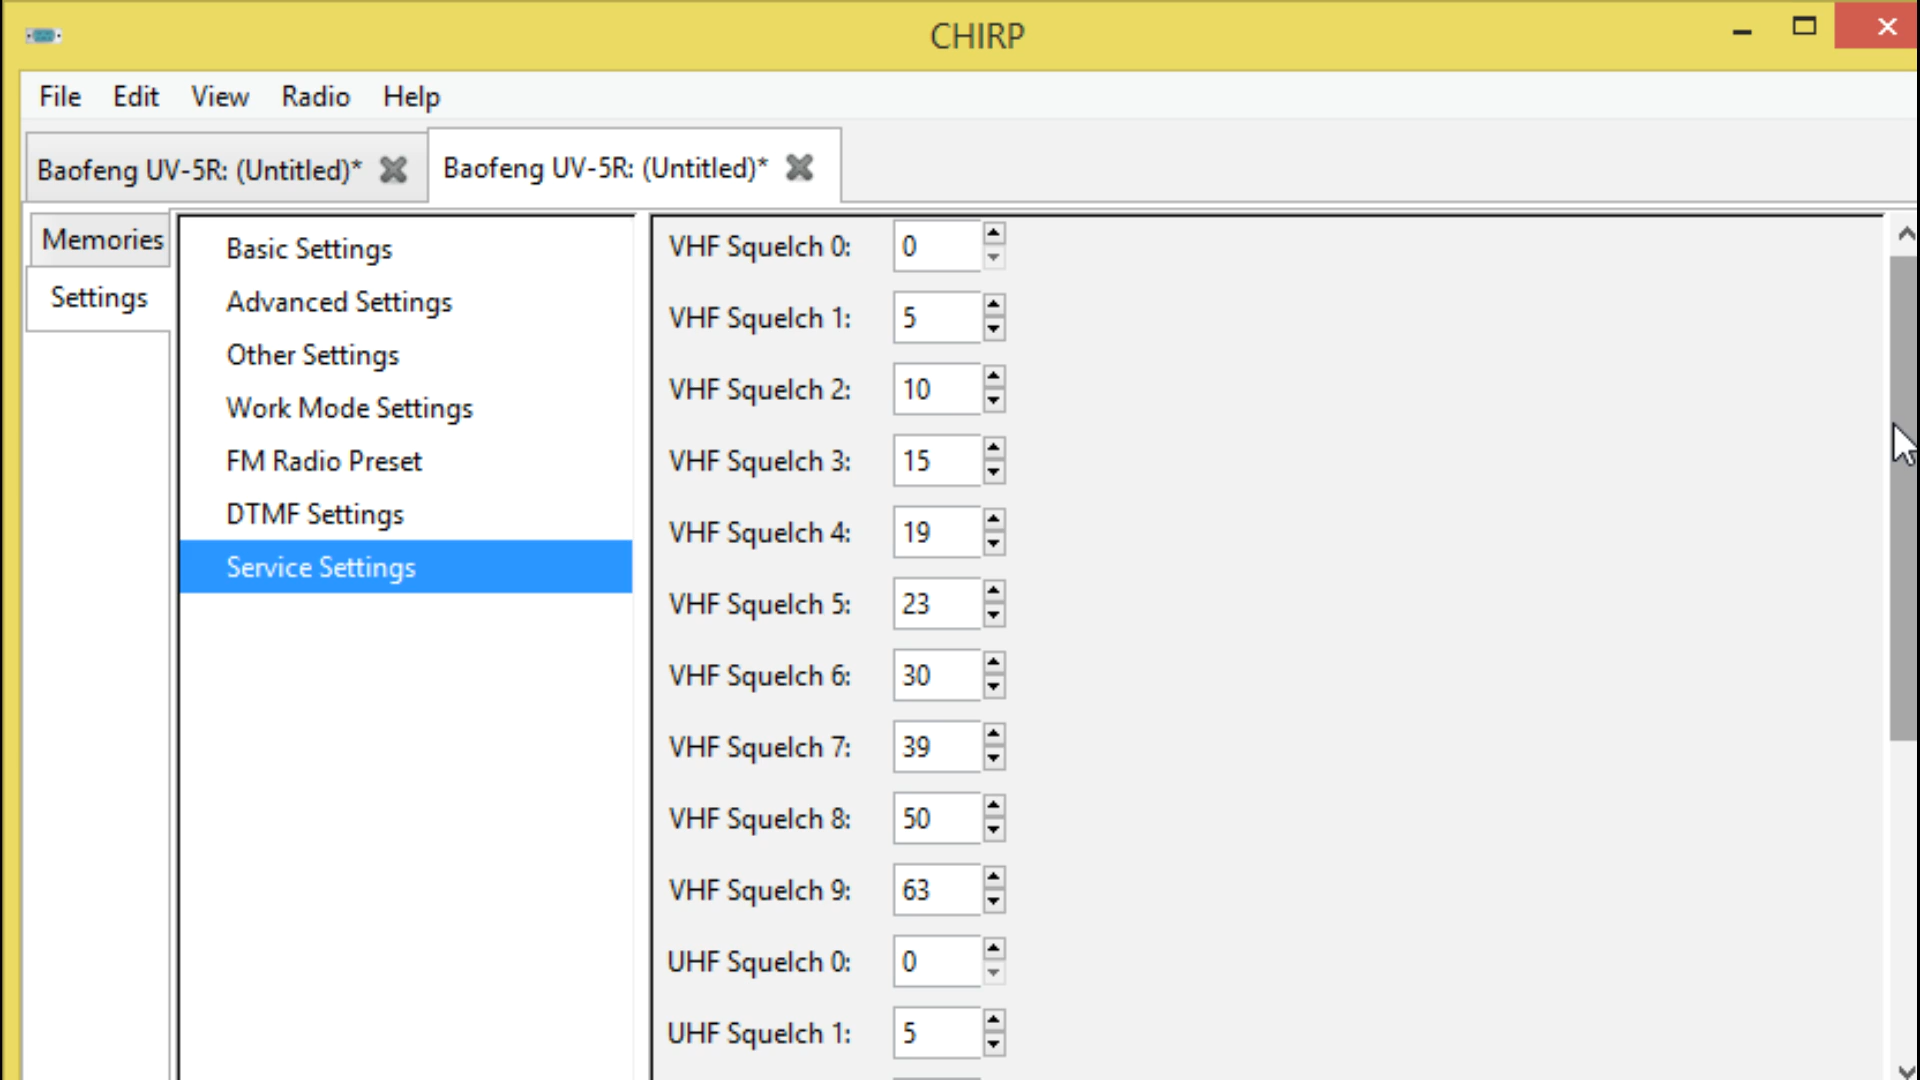 CHIRP
File Edit View Radio Help
Baofeng UV-5R: (Untitled)* Baofeng UV-5R: (Untitled)*
Memories
Settings
Basic Settings
Advanced Settings
Other Settings
Work Mode Settings
FM Radio Preset
DTMF Settings
Service Settings
VHF Squelch 0: 0
VHF Squelch 1: 5
VHF Squelch 2: 10
VHF Squelch 3: 15
VHF Squelch 4: 19
VHF Squelch 5: 23
VHF Squelch 6: 30
VHF Squelch 7: 39
VHF Squelch 8: 50
VHF Squelch 9: 63
UHF Squelch 0: 0
UHF Squelch 1: 5